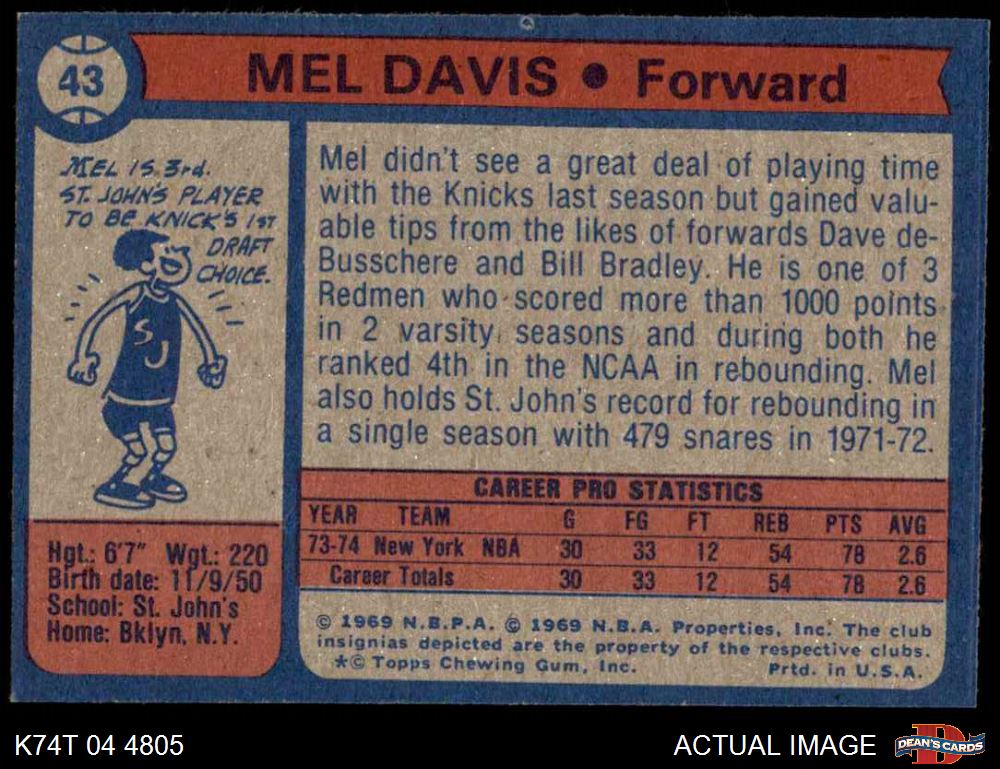 43
MEL DAVIS ● Forward
MEL IS 3rd.
ST. JOHN'S PLAYER
TO BE KNICK'S 1ST
DRAFT
CHOICE.
SJ
Hgt.: 6'7" Wgt.: 220
Birth date: 11/9/50
School: St. John's
Home: Bklyn, N.Y.
Mel didn't see a great deal of playing time
with the Knicks last season but gained valu-
able tips from the likes of forwards Dave de-
Busschere and Bill Bradley. He is one of 3
Redmen who scored more than 1000 points
in 2 varsity seasons and during both he
ranked 4th in the NCAA in rebounding. Mel
also holds St. John's record for rebounding in
a single season with 479 snares in 1971-72.
CAREER PRO STATISTICS
YEAR TEAM G FG FT REB PTS AVG
73-74 New York NBA 30 33 12 54 78 2.6
Career Totals 30 33 12 54 78 2.6
© 1969 N.B.P.A. © 1969 N.B.A. Properties, Inc. The club
insignias depicted are the property of the respective clubs.
*© Topps Chewing Gum, Inc. Prtd. in U.S.A.
K74T 04 4805
ACTUAL IMAGE
DEAN'S CARDS